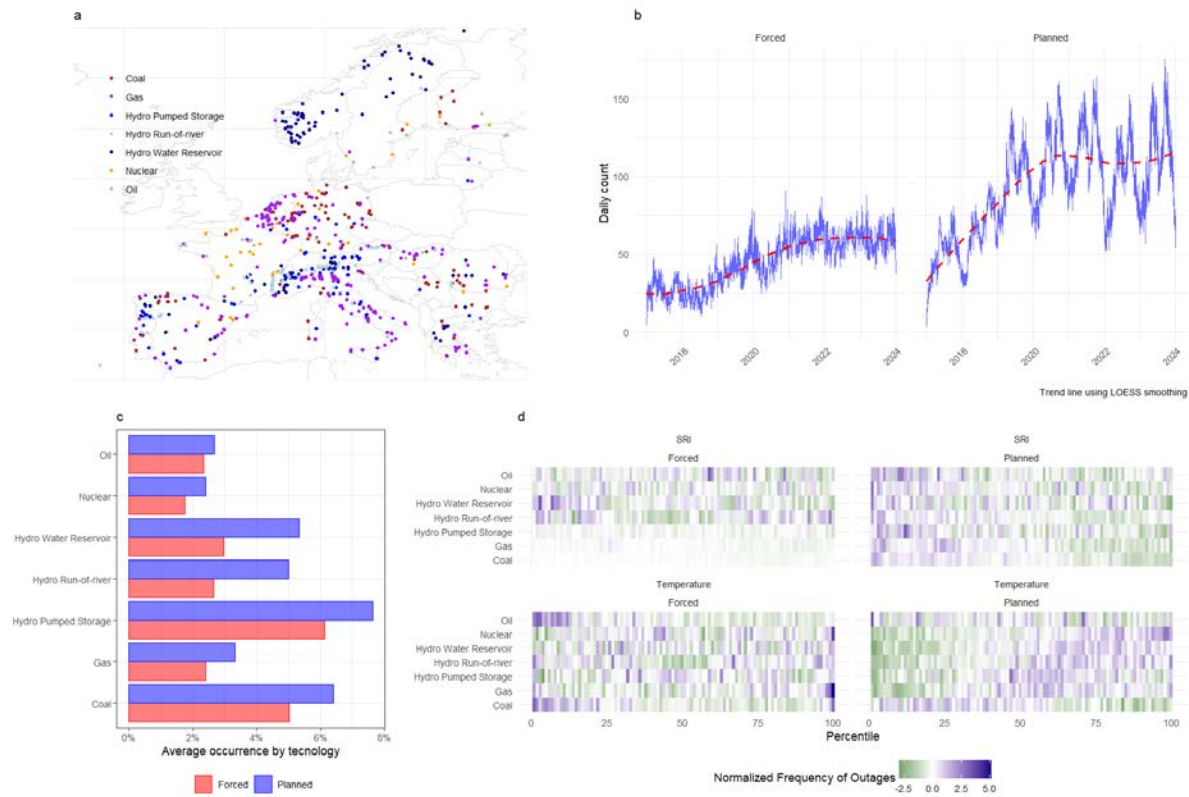 a
Coal
Gas
Hydro Pumped Storage
Hydro Run-of-river
Hydro Water Reservoir
Nuclear
Oil
b
Forced
Planned
Daily count
150
100
50
0
2018
2020
2022
2024
2018
2020
2022
2024
Trend line using LOESS smoothing
c
Oil
Nuclear
Hydro Water Reservoir
Hydro Run-of-river
Hydro Pumped Storage
Gas
Coal
0%
2%
4%
6%
8%
Average occurrence by tecnology
Forced
Planned
d
SRI
SRI
Forced
Planned
Oil
Nuclear
Hydro Water Reservoir
Hydro Run-of-river
Hydro Pumped Storage
Gas
Coal
Temperature
Temperature
Forced
Planned
Oil
Nuclear
Hydro Water Reservoir
Hydro Run-of-river
Hydro Pumped Storage
Gas
Coal
0
25
50
75
100
0
25
50
75
100
Percentile
Normalized Frequency of Outages
-2.5
0.0
2.5
5.0